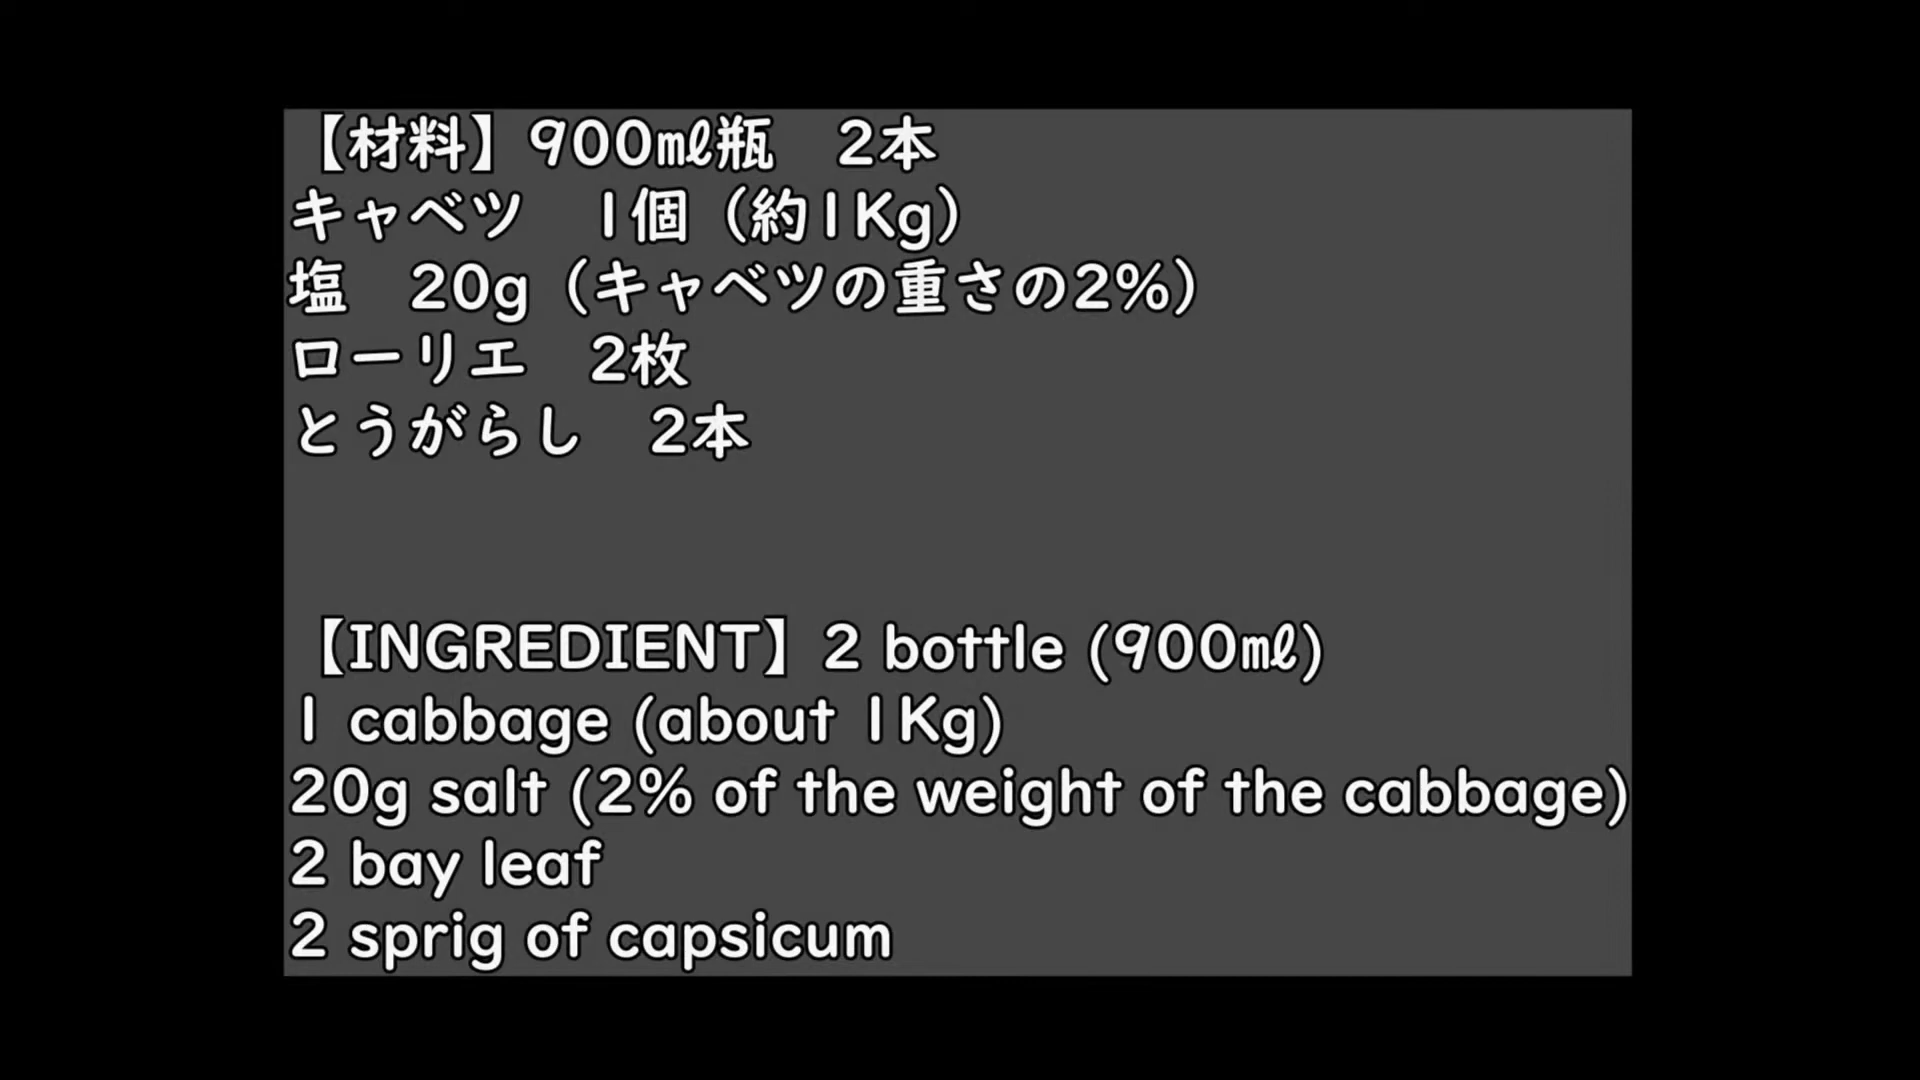 【材料】900㎖瓶　2本
キャベツ　1個（約1Kg）
塩　20g（キャベツの重さの2%）
ローリエ　2枚
とうがらし　2本
【INGREDIENT】2 bottle (900㎖)
1 cabbage (about 1Kg)
20g salt (2% of the weight of the cabbage)
2 bay leaf
2 sprig of capsicum